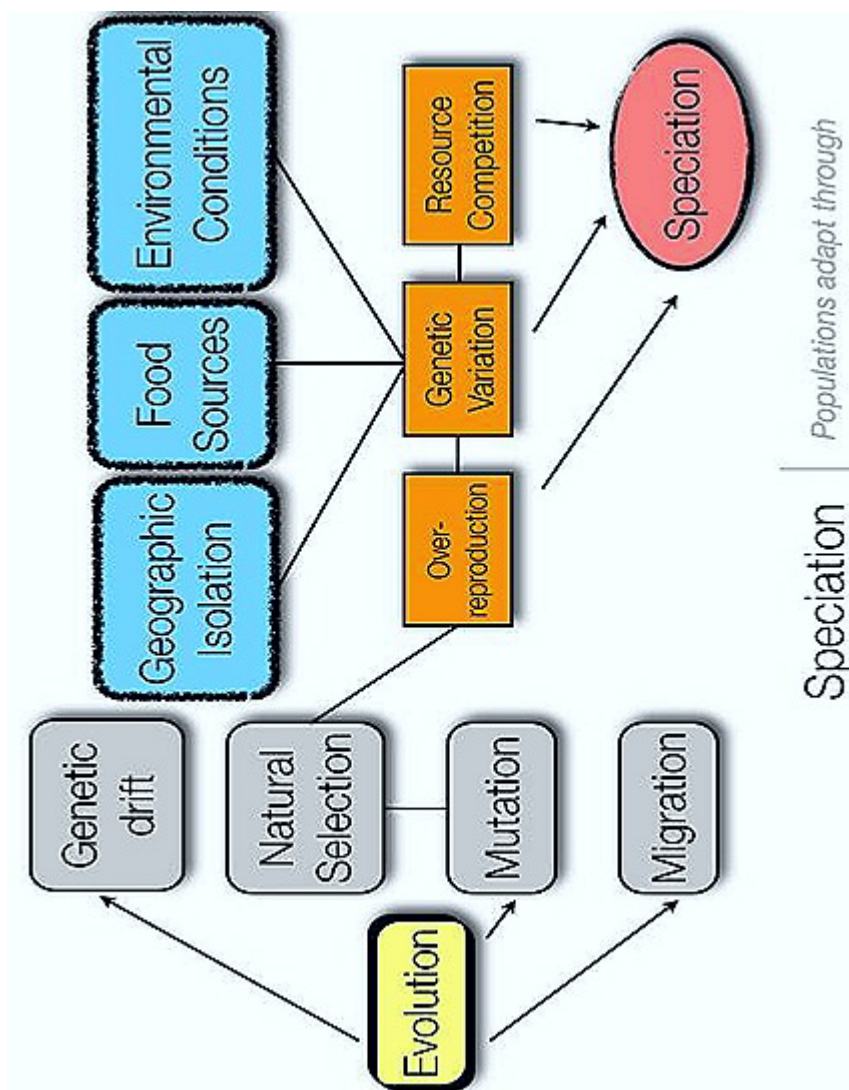 Evolution
Genetic
drift
Natural
Selection
Mutation
Migration
Geographic
Isolation
Food
Sources
Environmental
Conditions
Over-
reproduction
Genetic
Variation
Resource
Competition
Speciation
Speciation
Populations adapt through